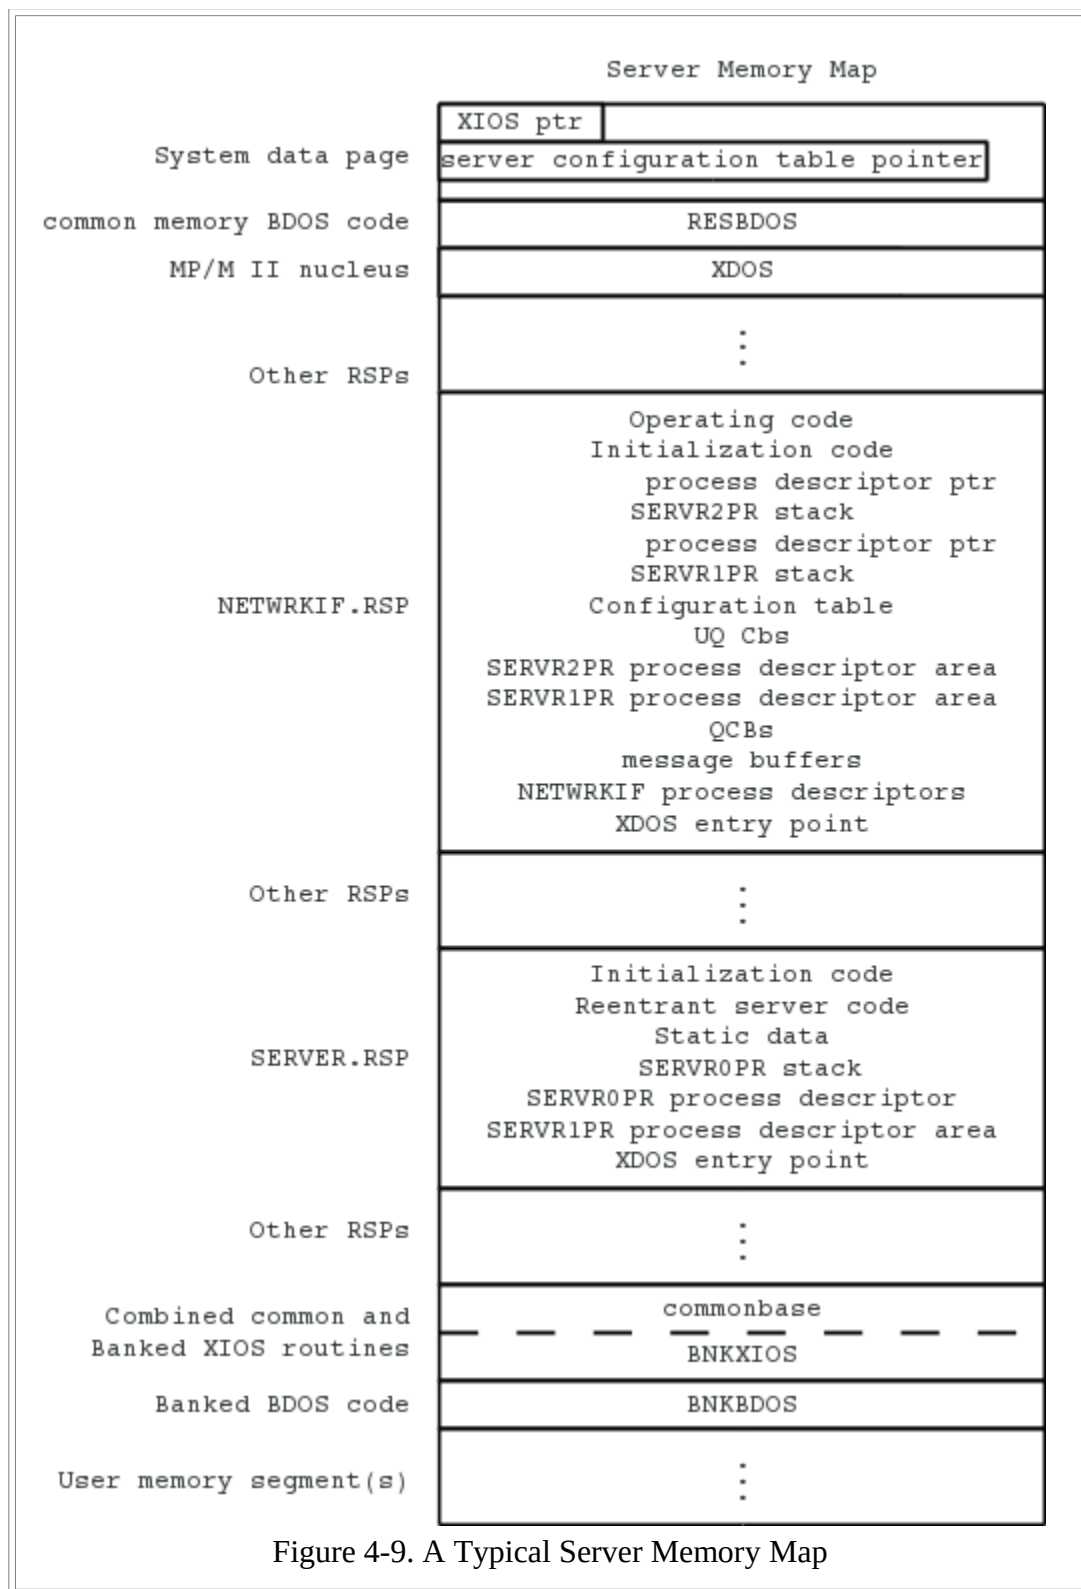 Server Memory Map
XIOS ptr
System data page
server configuration table pointer
common memory BDOS code
RESBDOS
MP/M II nucleus
XDOS
Other RSPs
Operating code
Initialization code
process descriptor ptr
SERVR2PR stack
process descriptor ptr
SERVR1PR stack
NETWRKIF.RSP
Configuration table
UQ Cbs
SERVR2PR process descriptor area
SERVR1PR process descriptor area
QCBs
message buffers
NETWRKIF process descriptors
XDOS entry point
Other RSPs
Initialization code
Reentrant server code
Static data
SERVER.RSP
SERVR0PR stack
SERVR0PR process descriptor
SERVR1PR process descriptor area
XDOS entry point
Other RSPs
Combined common and
Banked XIOS routines
commonbase
BNKXIOS
Banked BDOS code
BNKBDOS
User memory segment(s)
Figure 4-9. A Typical Server Memory Map